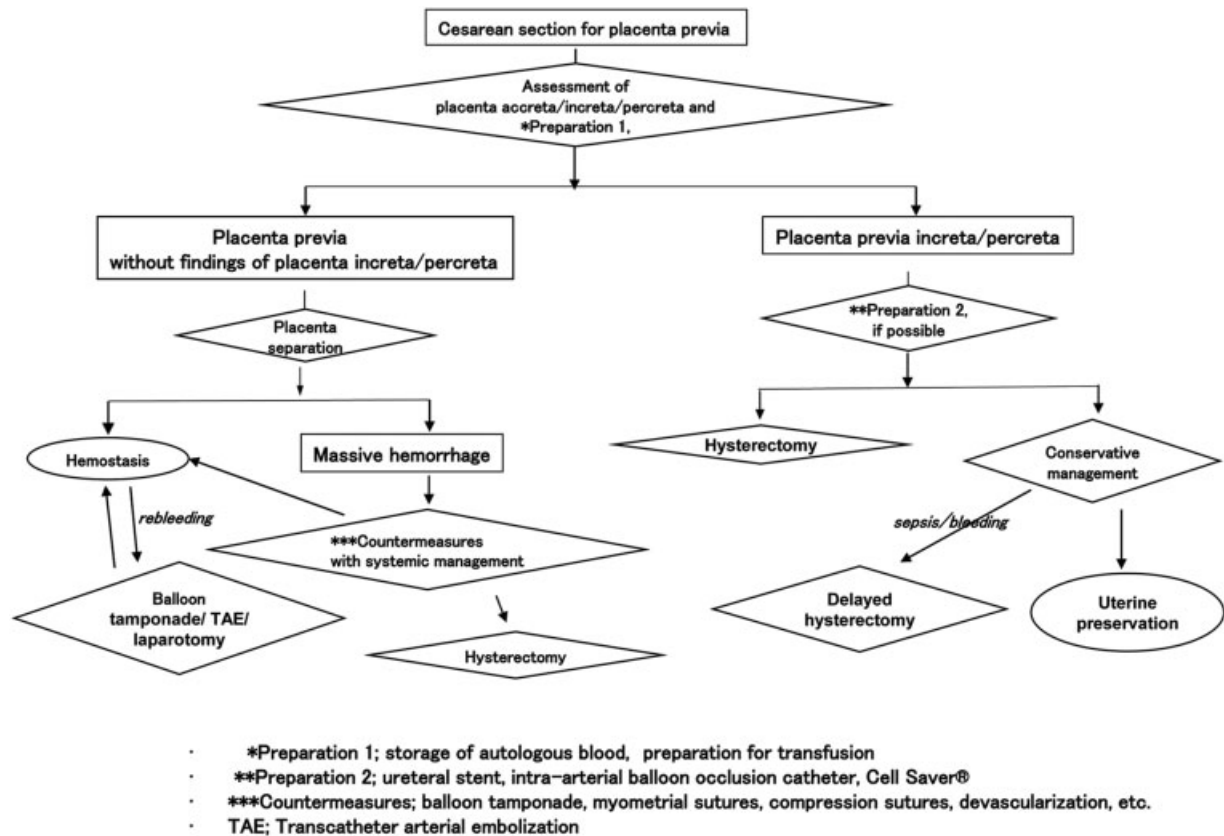 Cesarean section for placenta previa
Assessment of
placenta accreta/increta/percreta and
*Preparation 1,
Placenta previa
without findings of placenta increta/percreta
Placenta previa increta/percreta
Placenta
separation
**Preparation 2,
if possible
Hemostasis
Massive hemorrhage
Hysterectomy
Conservative
management
rebleeding
***Countermeasures
with systemic management
sepsis/bleeding
Balloon
tamponade/ TAE/
laparotomy
Hysterectomy
Delayed
hysterectomy
Uterine
preservation
· *Preparation 1; storage of autologous blood, preparation for transfusion
· **Preparation 2; ureteral stent, intra-arterial balloon occlusion catheter, Cell Saver®
· ***Countermeasures; balloon tamponade, myometrial sutures, compression sutures, devascularization, etc.
· TAE; Transcatheter arterial embolization